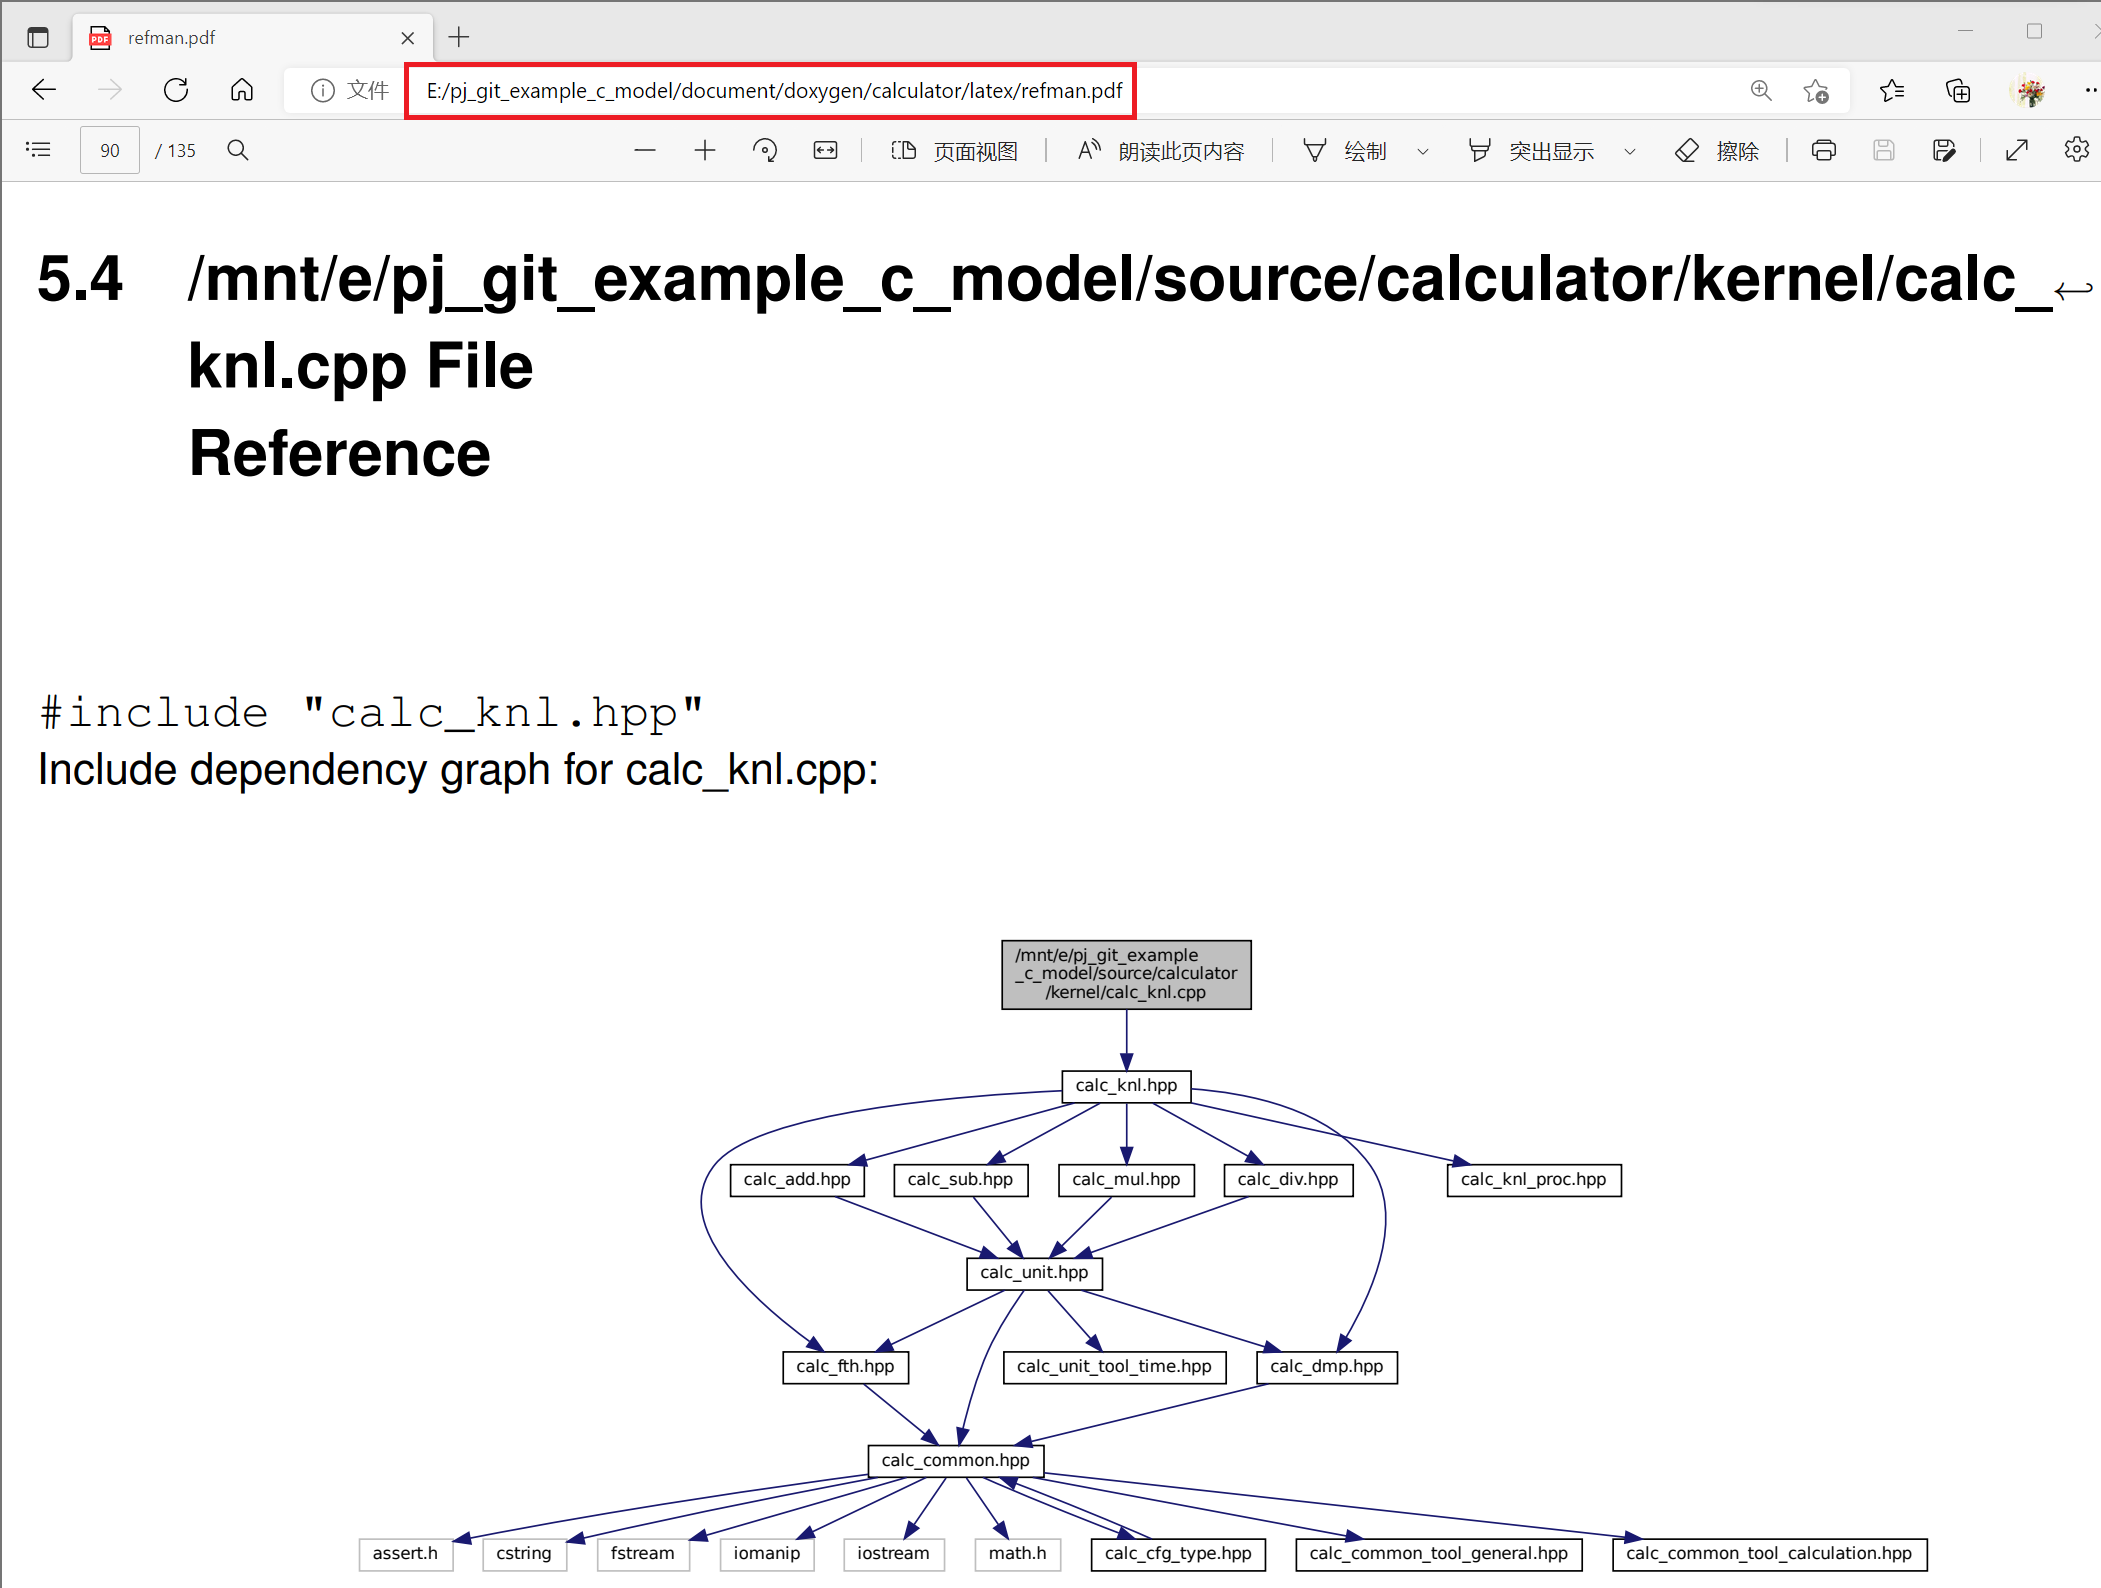 refman.pdf
文件
E:/pj_git_example_c_model/document/doxygen/calculator/latex/refman.pdf
90 / 135
页面视图
朗读此页内容
绘制
突出显示
擦除
5.4 /mnt/e/pj_git_example_c_model/source/calculator/kernel/calc_↩
knl.cpp File
Reference
#include "calc_knl.hpp"
Include dependency graph for calc_knl.cpp:
/mnt/e/pj_git_example
_c_model/source/calculator
/kernel/calc_knl.cpp
calc_knl.hpp
calc_add.hpp
calc_sub.hpp
calc_mul.hpp
calc_div.hpp
calc_knl_proc.hpp
calc_unit.hpp
calc_fth.hpp
calc_unit_tool_time.hpp
calc_dmp.hpp
calc_common.hpp
assert.h
cstring
fstream
iomanip
iostream
math.h
calc_cfg_type.hpp
calc_common_tool_general.hpp
calc_common_tool_calculation.hpp